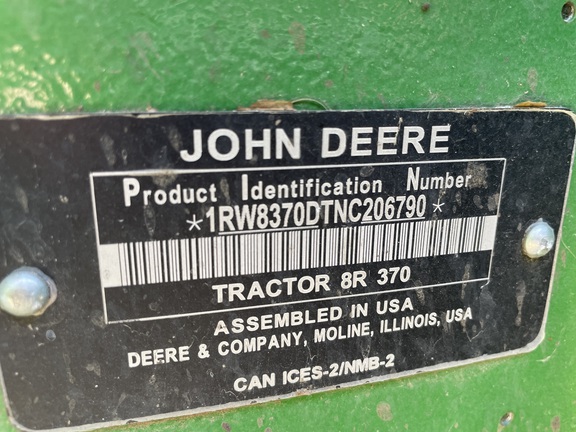 JOHN DEERE
Product Identification Number
*1RW8370DTNC206790*
TRACTOR 8R 370
ASSEMBLED IN USA
DEERE & COMPANY, MOLINE, ILLINOIS, USA
CAN ICES-2/NMB-2